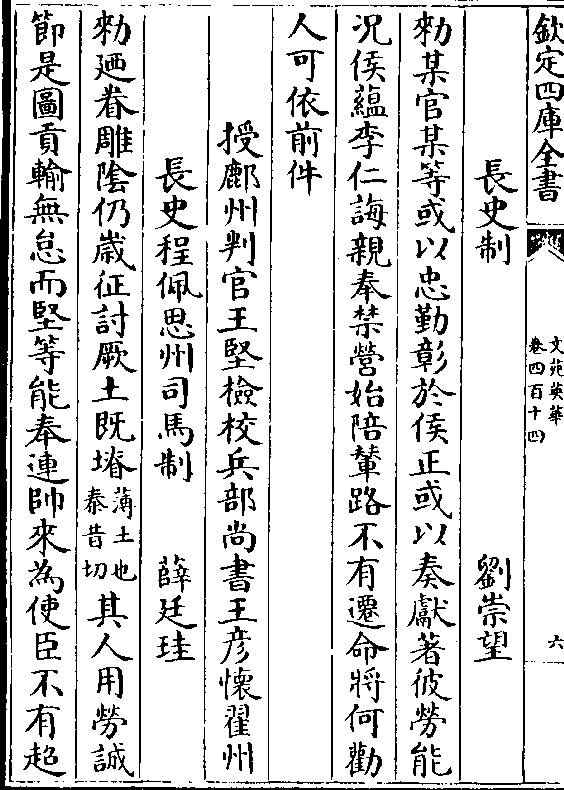 欽定四庫全書
文苑英華
卷四百十四
六
長史制 劉崇望
勑某官某等或以忠勤彰於侯正或以奏獻著彼勞能
況侯蘊李仁誨親奉禁營始陪輦路不有遷命將何勸
人可依前件
授鄜州判官王堅檢校兵部尚書王彦懷翟州
長史程佩思州司馬制 薛廷珪
勑廼眷雕陰仍歲征討厥土既塉薄土也秦昔切其人用勞誠
節是圖貢輸無怠而堅等能奉連帥來為使臣不有超